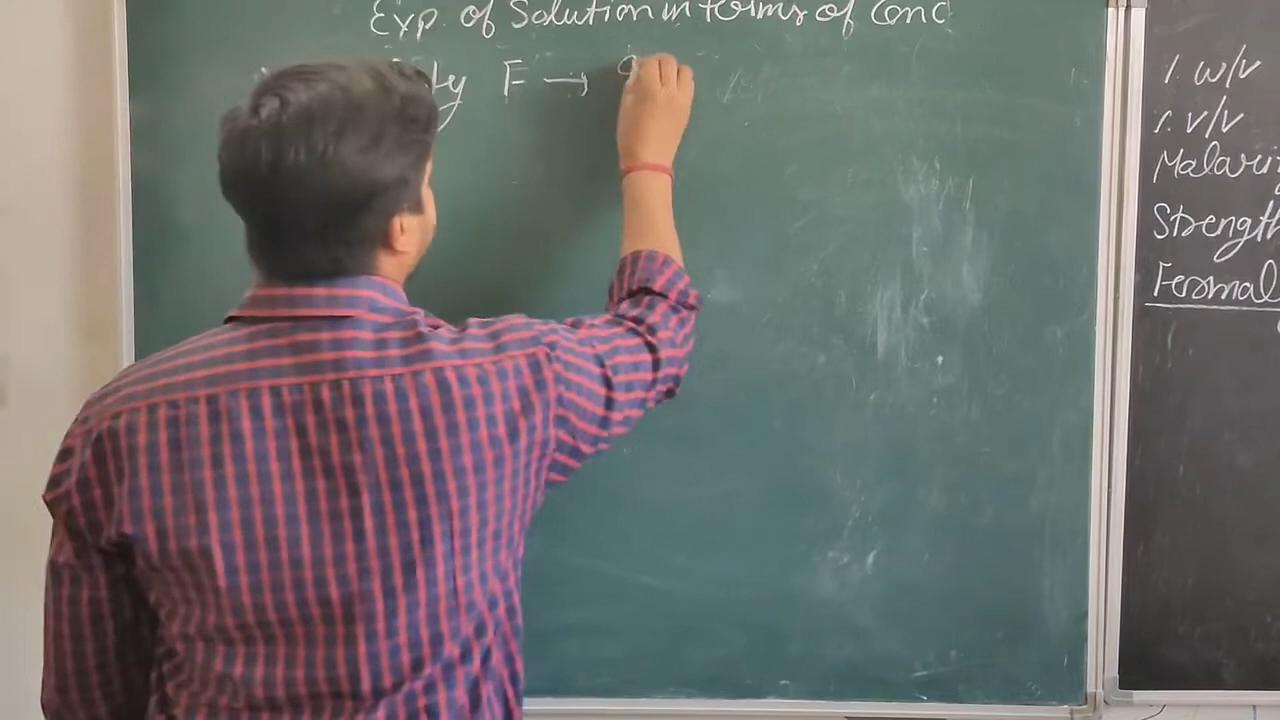 Exp. of Solution in terms of Conc
F →
% w/v
% v/v
Strength
Formal